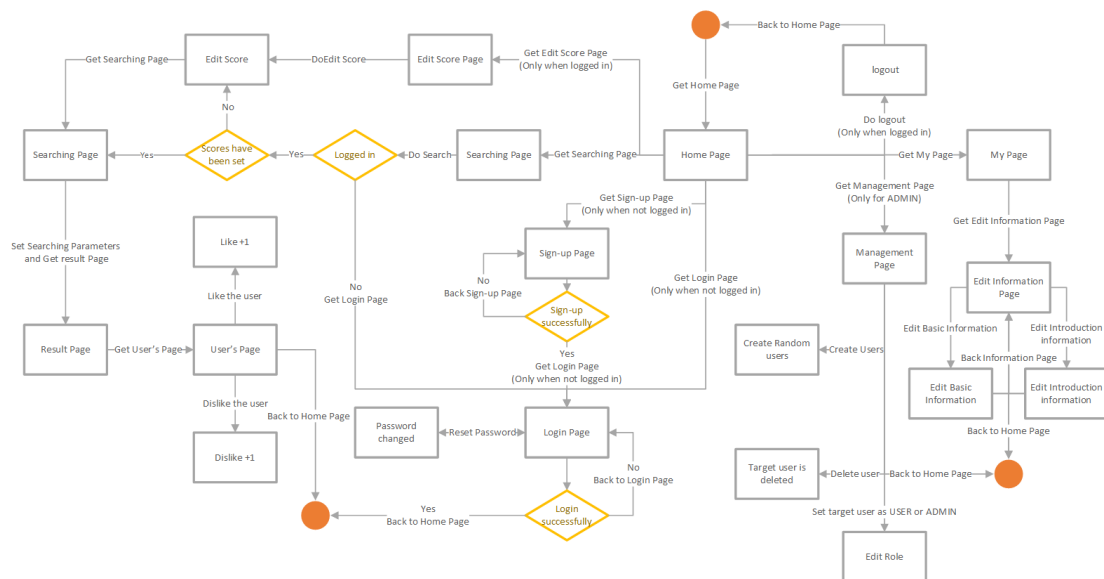 Back to Home Page
Get Searching Page
Edit Score
DoEdit Score
Edit Score Page
Get Edit Score Page
(Only when logged in)
logout
Get Home Page
No
Do logout
(Only when logged in)
Searching Page
Yes
Scores have
been set
Yes
Logged in
Do Search
Searching Page
Get Searching Page
Home Page
Get My Page
My Page
Get Sign-up Page
(Only when not logged in)
Get Management Page
(Only for ADMIN)
Get Edit Information Page
Set Searching Parameters
and Get result Page
Like +1
Sign-up Page
Management
Page
No
Back Sign-up Page
No
Get Login Page
Get Login Page
(Only when not logged in)
Edit Information
Page
Like the user
Sign-up
successfully
Edit Basic Information
Edit Introduction
information
Result Page
Get User's Page
User's Page
Yes
Get Login Page
(Only when not logged in)
Create Random
users
Create Users
Back Information Page
Edit Basic
Information
Edit Introduction
information
Dislike the user
Back to Home Page
Password
changed
Reset Password
Login Page
Back to Home Page
Dislike +1
No
Back to Login Page
Target user is
deleted
Delete user
Back to Home Page
Yes
Back to Home Page
Login
successfully
Set target user as USER or ADMIN
Edit Role